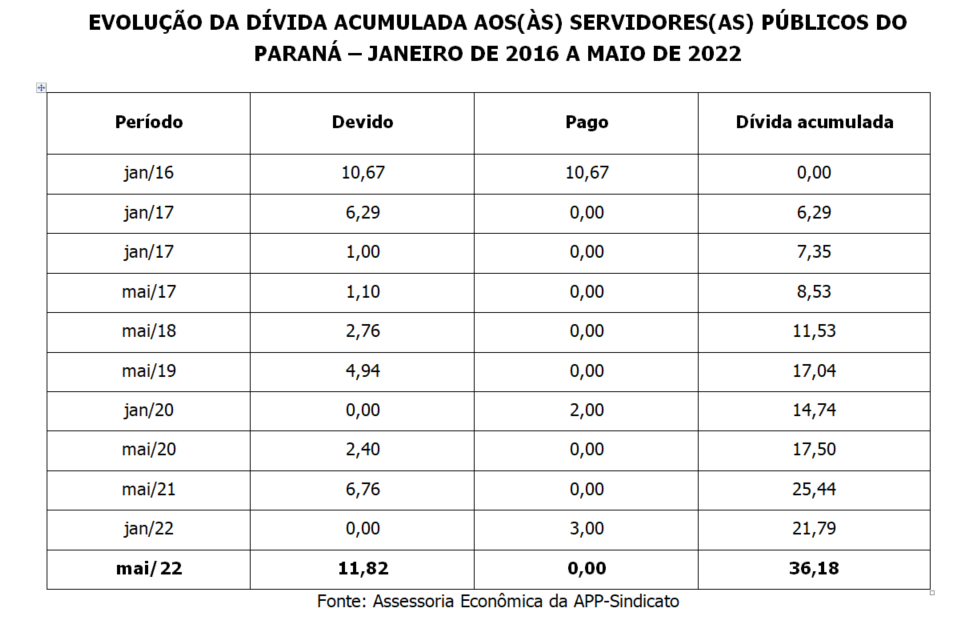 EVOLUÇÃO DA DÍVIDA ACUMULADA AOS(ÀS) SERVIDORES(AS) PÚBLICOS DO
PARANÁ – JANEIRO DE 2016 A MAIO DE 2022
Período Devido Pago Dívida acumulada
jan/16 10,67 10,67 0,00
jan/17 6,29 0,00 6,29
jan/17 1,00 0,00 7,35
mai/17 1,10 0,00 8,53
mai/18 2,76 0,00 11,53
mai/19 4,94 0,00 17,04
jan/20 0,00 2,00 14,74
mai/20 2,40 0,00 17,50
mai/21 6,76 0,00 25,44
jan/22 0,00 3,00 21,79
mai/ 22 11,82 0,00 36,18
Fonte: Assessoria Econômica da APP-Sindicato